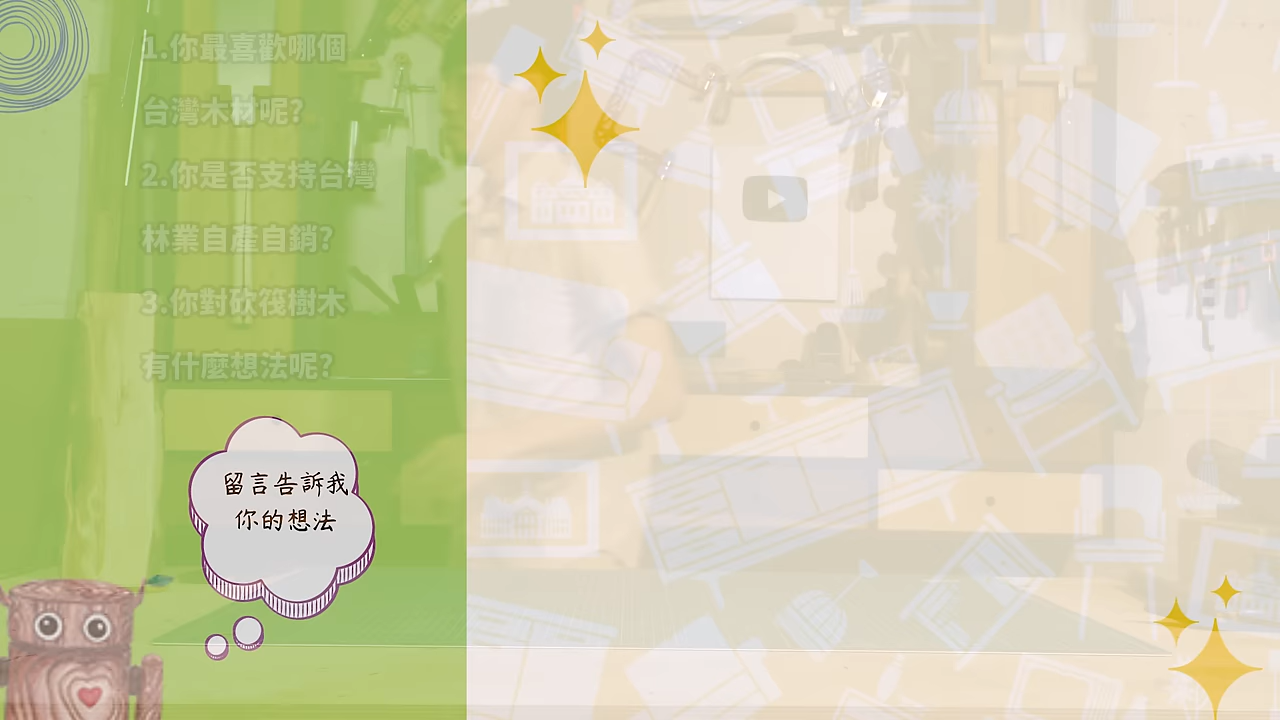 1.你最喜歡哪個
台灣木材呢?
2.你是否支持台灣
林業自產自銷?
3.你對砍筏樹木
有什麼想法呢?
留言告訴我
你的想法